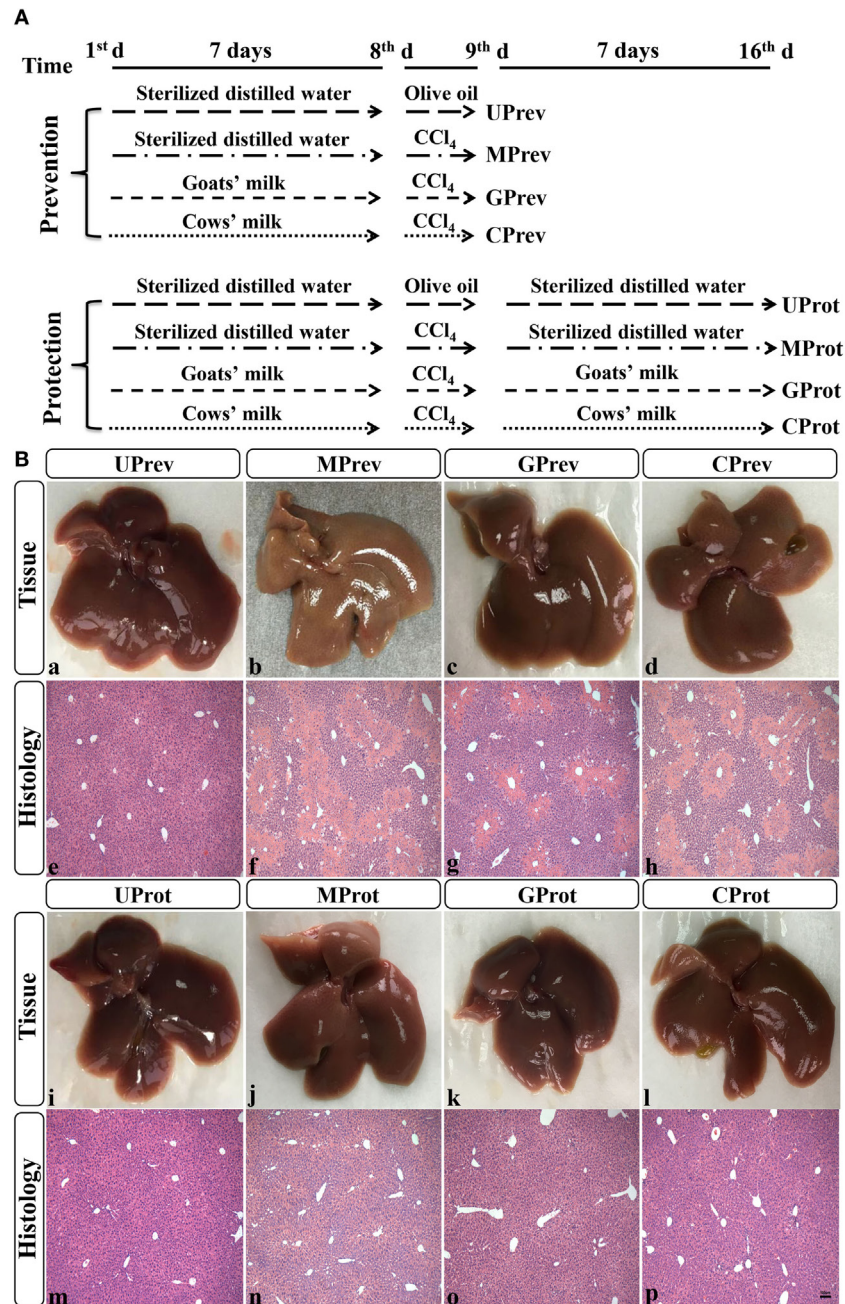 A
Time 1st d 7 days 8th d 9th d 7 days 16th d
Prevention
Sterilized distilled water Olive oil UPrev
Sterilized distilled water CCl4 MPrev
Goats' milk CCl4 GPrev
Cows' milk CCl4 CPrev
Protection
Sterilized distilled water Olive oil Sterilized distilled water UProt
Sterilized distilled water CCl4 Sterilized distilled water MProt
Goats' milk CCl4 Goats' milk GProt
Cows' milk CCl4 Cows' milk CProt
B
UPrev MPrev GPrev CPrev
Tissue
a b c d
Histology
e f g h
UProt MProt GProt CProt
Tissue
i j k l
Histology
m n o p